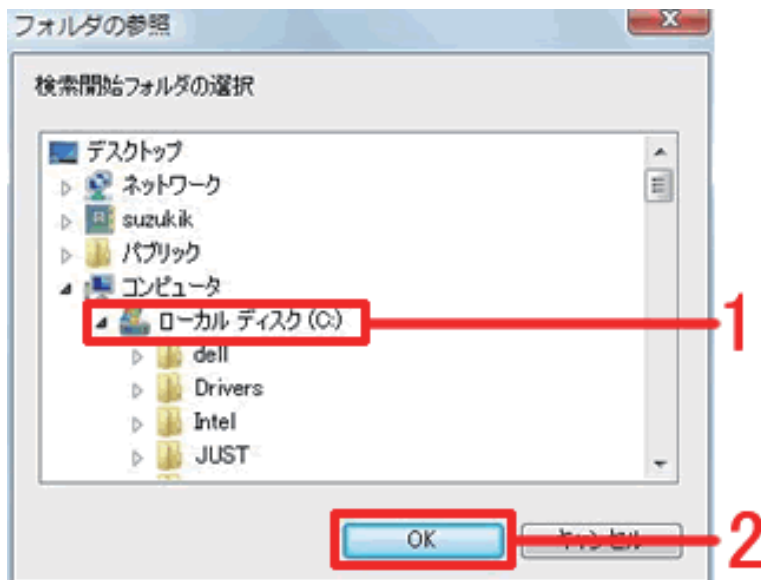 フォルダの参照
検索開始フォルダの選択
デスクトップ
ネットワーク
suzukik
パブリック
コンピュータ
ローカル ディスク (C:)
1
dell
Drivers
Intel
JUST
OK
キャンセル
2